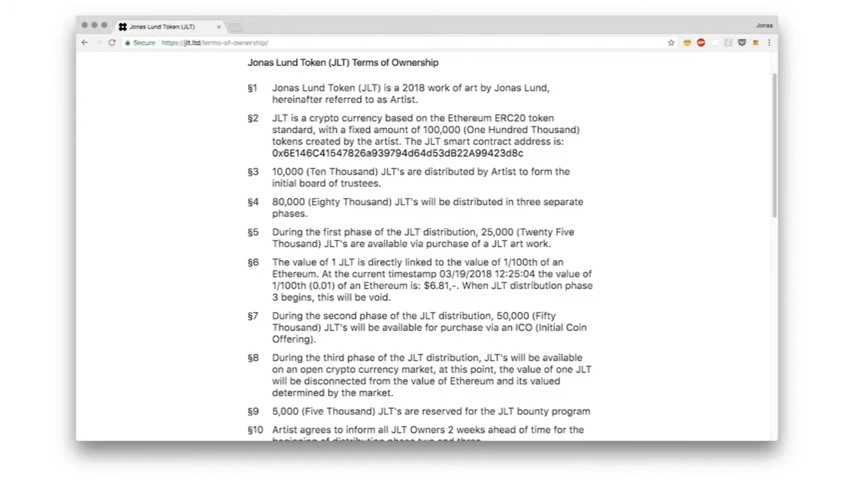 Jonas Lund Token (JLT)
Jonas
Secure https://jlt.ltd/terms-of-ownership/
Jonas Lund Token (JLT) Terms of Ownership
§1 Jonas Lund Token (JLT) is a 2018 work of art by Jonas Lund,
hereinafter referred to as Artist.
§2 JLT is a crypto currency based on the Ethereum ERC20 token
standard, with a fixed amount of 100,000 (One Hundred Thousand)
tokens created by the artist. The JLT smart contract address is:
0x6E146C41547826a939794d64d53dB22A99423d8c
§3 10,000 (Ten Thousand) JLT's are distributed by Artist to form the
initial board of trustees.
§4 80,000 (Eighty Thousand) JLT's will be distributed in three separate
phases.
§5 During the first phase of the JLT distribution, 25,000 (Twenty Five
Thousand) JLT's are available via purchase of a JLT art work.
§6 The value of 1 JLT is directly linked to the value of 1/100th of an
Ethereum. At the current timestamp 03/19/2018 12:25:04 the value of
1/100th (0.01) of an Ethereum is: $6.81,-. When JLT distribution phase
3 begins, this will be void.
§7 During the second phase of the JLT distribution, 50,000 (Fifty
Thousand) JLT's will be available for purchase via an ICO (Initial Coin
Offering).
§8 During the third phase of the JLT distribution, JLT's will be available
on an open crypto currency market, at this point, the value of one JLT
will be disconnected from the value of Ethereum and its valued
determined by the market.
§9 5,000 (Five Thousand) JLT's are reserved for the JLT bounty program
§10 Artist agrees to inform all JLT Owners 2 weeks ahead of time for the
beginning of distribution phase two and three.